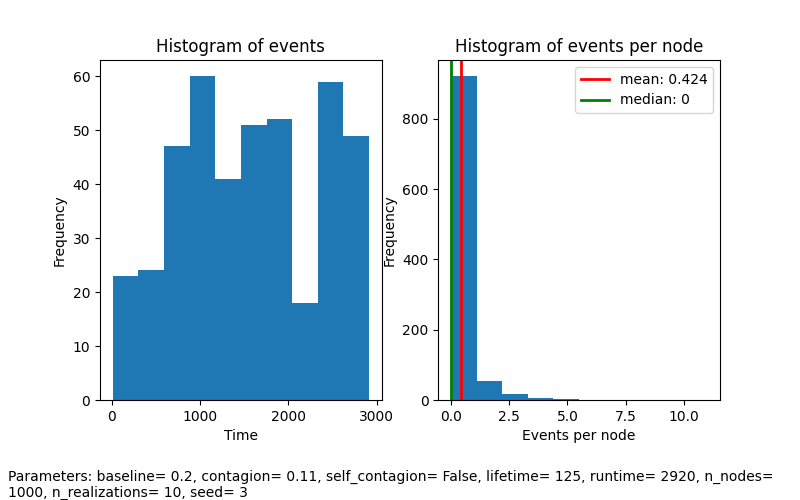 Histogram of events
Histogram of events per node
60
50
40
30
20
10
0
Frequency
0
1000
2000
3000
Time
mean: 0.424
median: 0
800
600
400
200
0
Frequency
0.0
2.5
5.0
7.5
10.0
Events per node
Parameters: baseline= 0.2, contagion= 0.11, self_contagion= False, lifetime= 125, runtime= 2920, n_nodes=
1000, n_realizations= 10, seed= 3